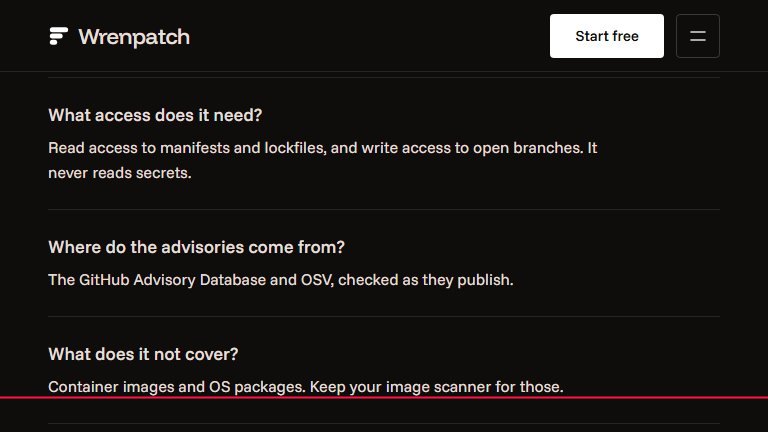 Wrenpatch
Start free
What access does it need?
Read access to manifests and lockfiles, and write access to open branches. It
never reads secrets.
Where do the advisories come from?
The GitHub Advisory Database and OSV, checked as they publish.
What does it not cover?
Container images and OS packages. Keep your image scanner for those.